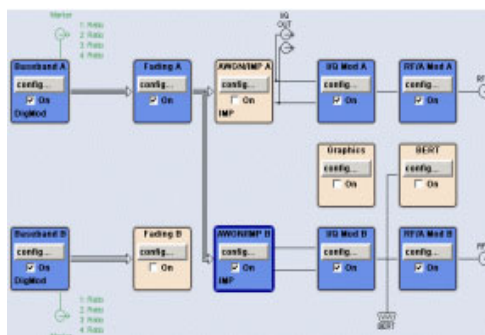 Marker
1: Ratio
2: Ratio
3: Ratio
4: Ratio
I/Q
OUT
Baseband A
config...
On
DigMod
Fading A
config...
On
AWGN/IMP A
config...
On
IMP
I/Q Mod A
config...
On
RF/A Mod A
config...
On
RF
Graphics
config...
On
BERT
config...
On
Baseband B
config...
On
DigMod
Fading B
config...
On
AWGN/IMP B
config...
On
IMP
I/Q Mod B
config...
On
RF/A Mod B
config...
On
RF
1: Ratio
2: Ratio
3: Ratio
4: Ratio
BERT